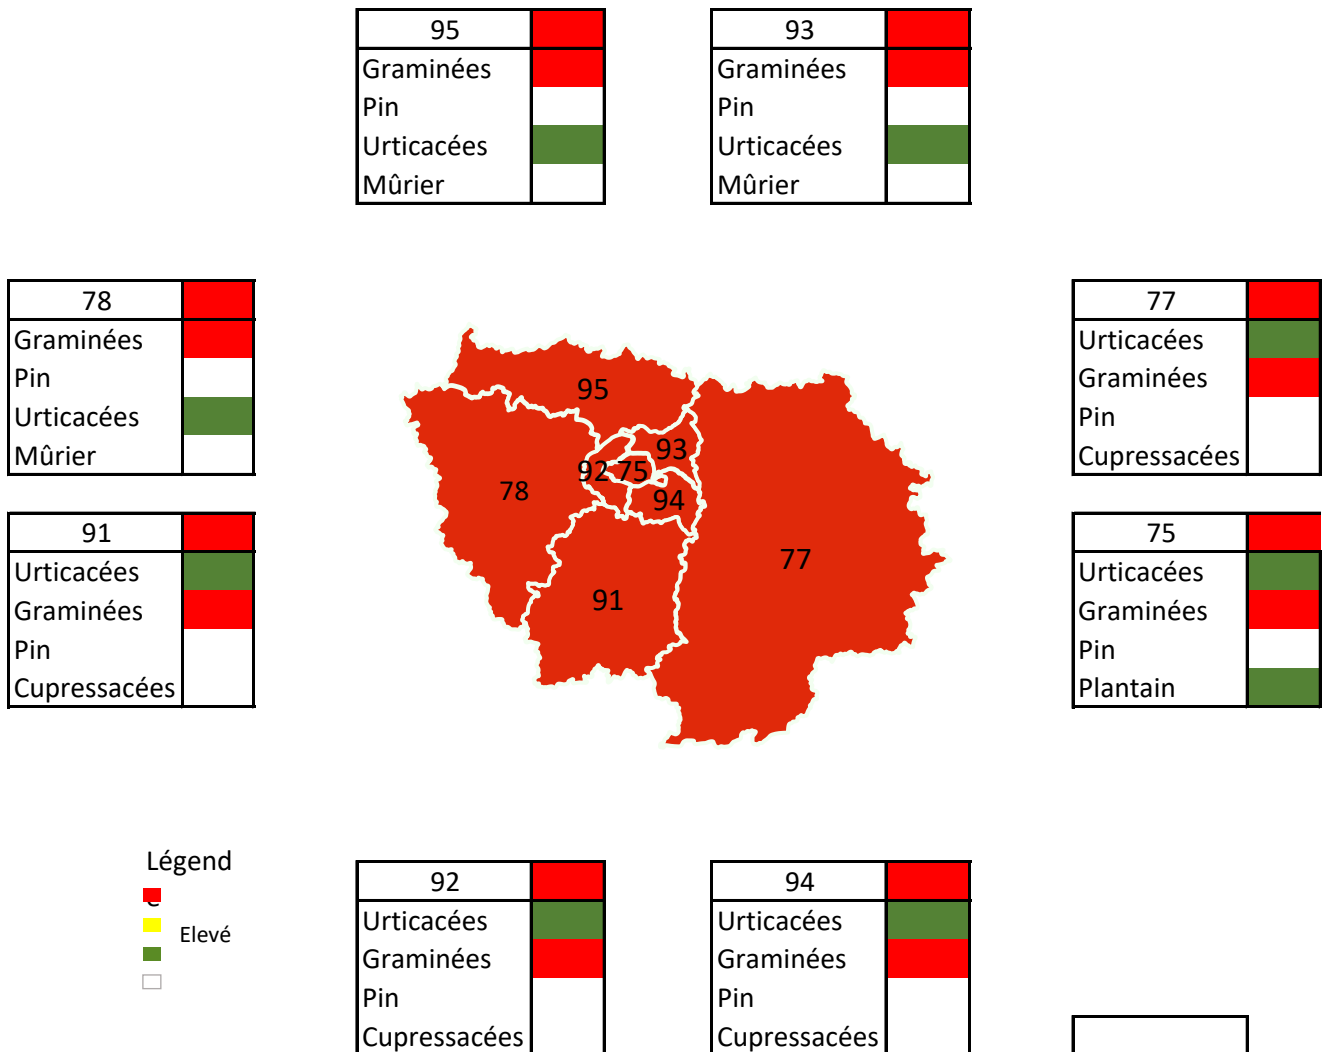 95
Graminées
Pin
Urticacées
Mûrier
93
Graminées
Pin
Urticacées
Mûrier
78
Graminées
Pin
Urticacées
Mûrier
77
Urticacées
Graminées
Pin
Cupressacées
95
93
92 75
78
94
77
91
91
Urticacées
Graminées
Pin
Cupressacées
75
Urticacées
Graminées
Pin
Plantain
Légend
e
Elevé
92
Urticacées
Graminées
Pin
Cupressacées
94
Urticacées
Graminées
Pin
Cupressacées